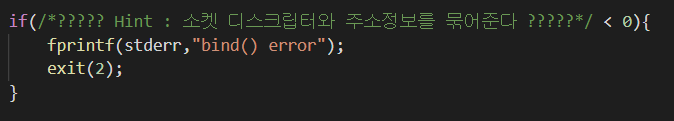 if(/*????? Hint : 소켓 디스크립터와 주소정보를 묶어준다 ?????*/ < 0){
    fprintf(stderr,"bind() error");
    exit(2);
}